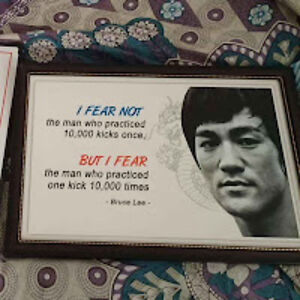 I FEAR NOT
the man who practiced
10,000 kicks once,
BUT I FEAR
the man who practiced
one kick 10,000 times
- Bruce Lee -